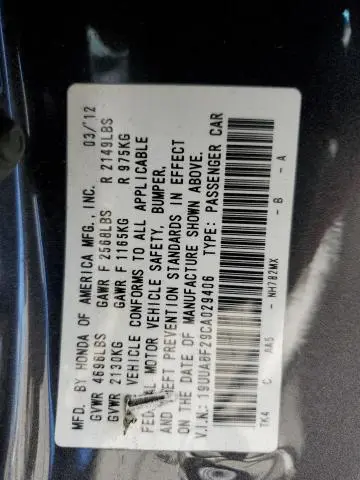 MFD. BY HONDA OF AMERICA MFG., INC. 03/'12
GVWR 4696LBS GAWR F 2568LBS R 2149LBS
GVWR 2130KG GAWR F 1165KG R 975KG
VEHICLE CONFORMS TO ALL APPLICABLE
FEDERAL MOTOR VEHICLE SAFETY, BUMPER,
AND THEFT PREVENTION STANDARDS IN EFFECT
ON THE DATE OF MANUFACTURE SHOWN ABOVE.
V.I.N.: 19UUA8F29CA029406 TYPE: PASSENGER CAR
TK4 C AA5 - NH782MX - B - A